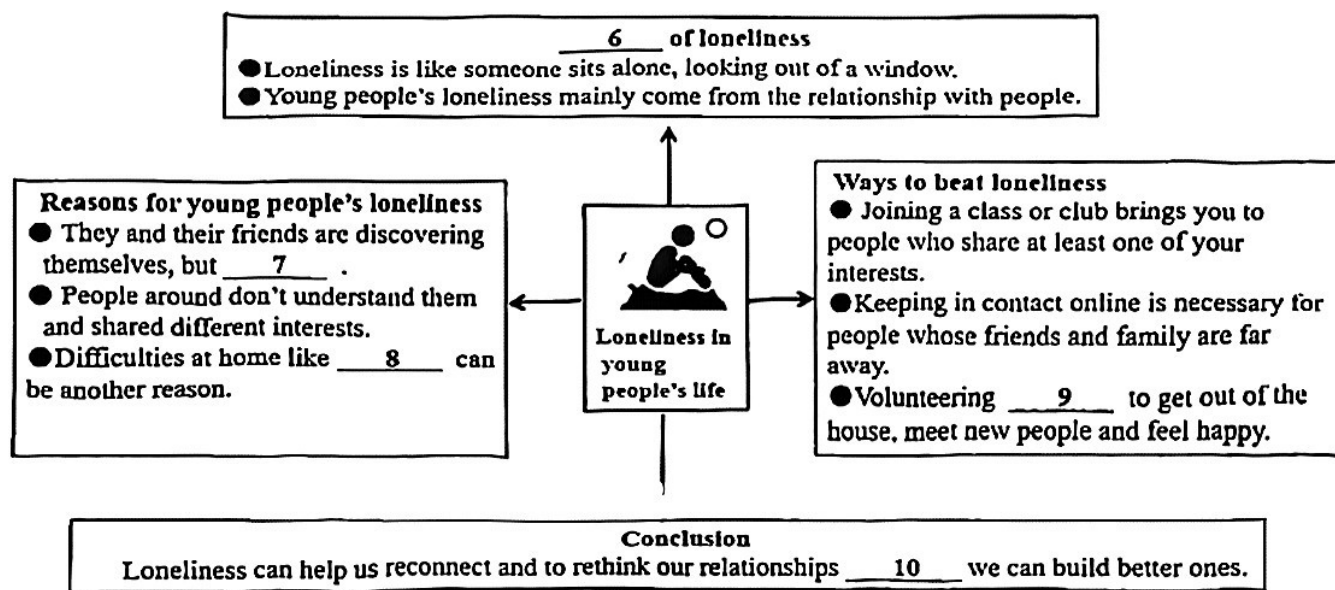 6 of loneliness
●Loneliness is like someone sits alone, looking out of a window.
●Young people's loneliness mainly come from the relationship with people.
Reasons for young people's loneliness
● They and their friends are discovering
themselves, but 7 .
● People around don't understand them
and shared different interests.
●Difficulties at home like 8 can
be another reason.
Loneliness in
young
people's life
Ways to beat loneliness
● Joining a class or club brings you to
people who share at least one of your
interests.
●Keeping in contact online is necessary for
people whose friends and family are far
away.
●Volunteering 9 to get out of the
house, meet new people and feel happy.
Conclusion
Loneliness can help us reconnect and to rethink our relationships 10 we can build better ones.